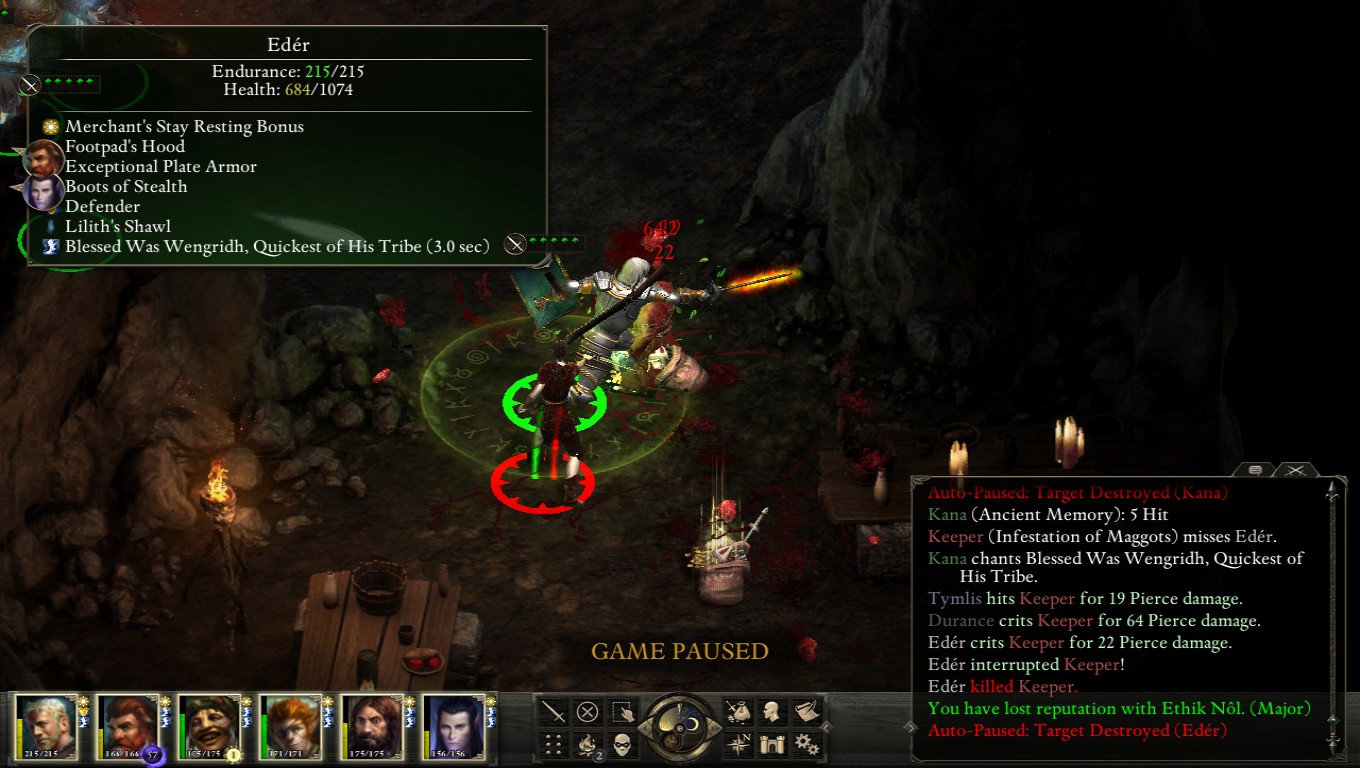 Edér
Endurance: 215/215
Health: 684/1074
Merchant's Stay Resting Bonus
Footpad's Hood
Exceptional Plate Armor
Boots of Stealth
Defender
Lilith's Shawl
Blessed Was Wengridh, Quickest of His Tribe (3.0 sec)
22
GAME PAUSED
Auto-Paused: Target Destroyed (Kana)
Kana (Ancient Memory): 5 Hit
Keeper (Infestation of Maggots) misses Edér.
Kana chants Blessed Was Wengridh, Quickest of
His Tribe.
Tymlis hits Keeper for 19 Pierce damage.
Durance crits Keeper for 64 Pierce damage.
Edér crits Keeper for 22 Pierce damage.
Edér interrupted Keeper!
Edér killed Keeper.
You have lost reputation with Ethik Nôl. (Major)
Auto-Paused: Target Destroyed (Edér)
215/215
166/166
57
175/175
1
171/171
175/175
156/156
2